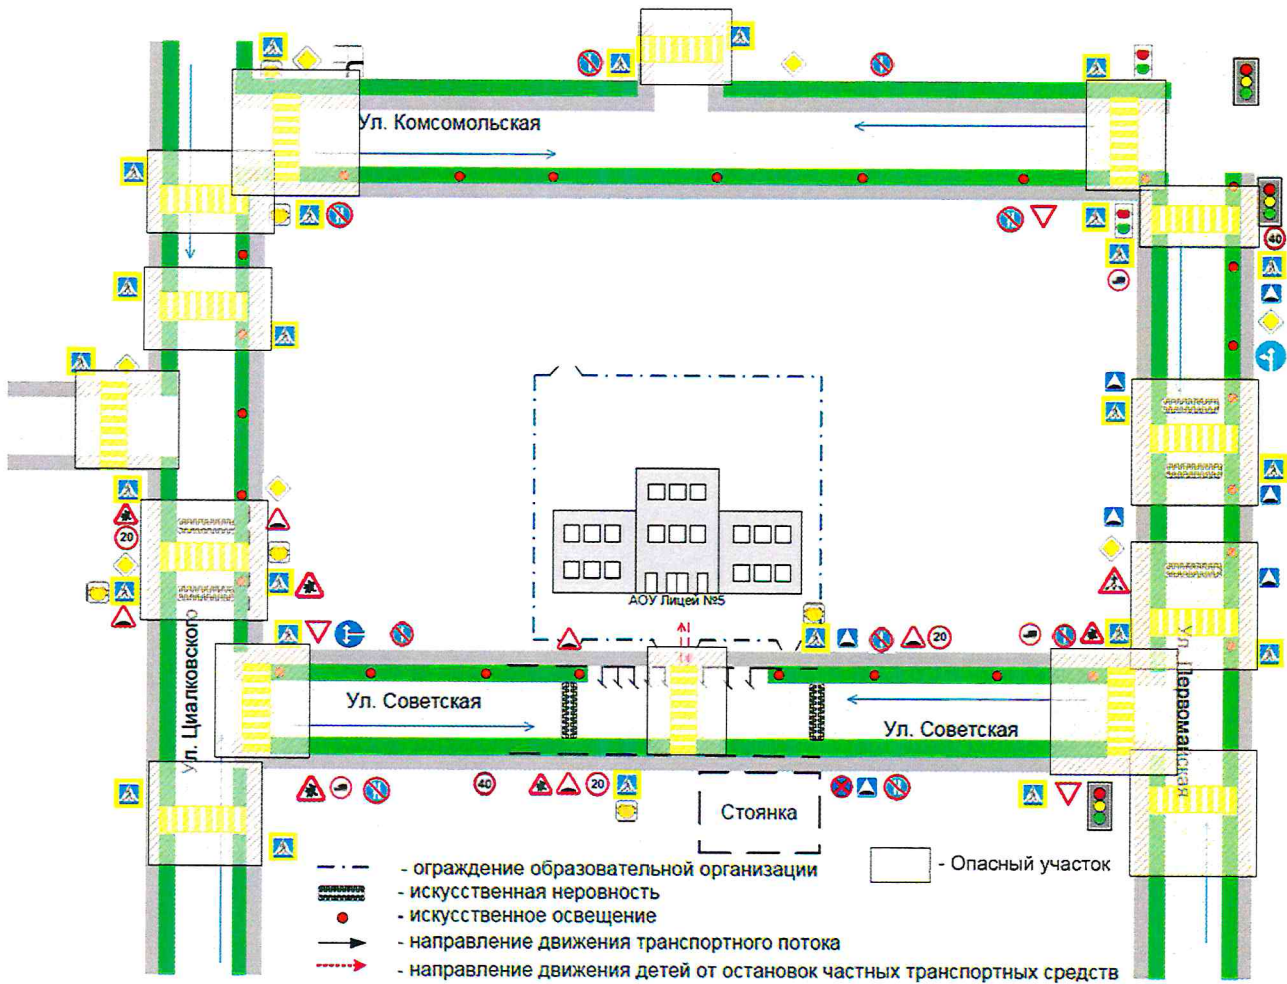 Ул. Комсомольская
40
20
АОУ Лицей №5
20
Ул. Циалковского
Ул. Советская
Ул. Советская
Ул. Первомайская
40
20
Стоянка
- ограждение образовательной организации
- Опасный участок
- искусственная неровность
- искусственное освещение
- направление движения транспортного потока
- направление движения детей от остановок частных транспортных средств